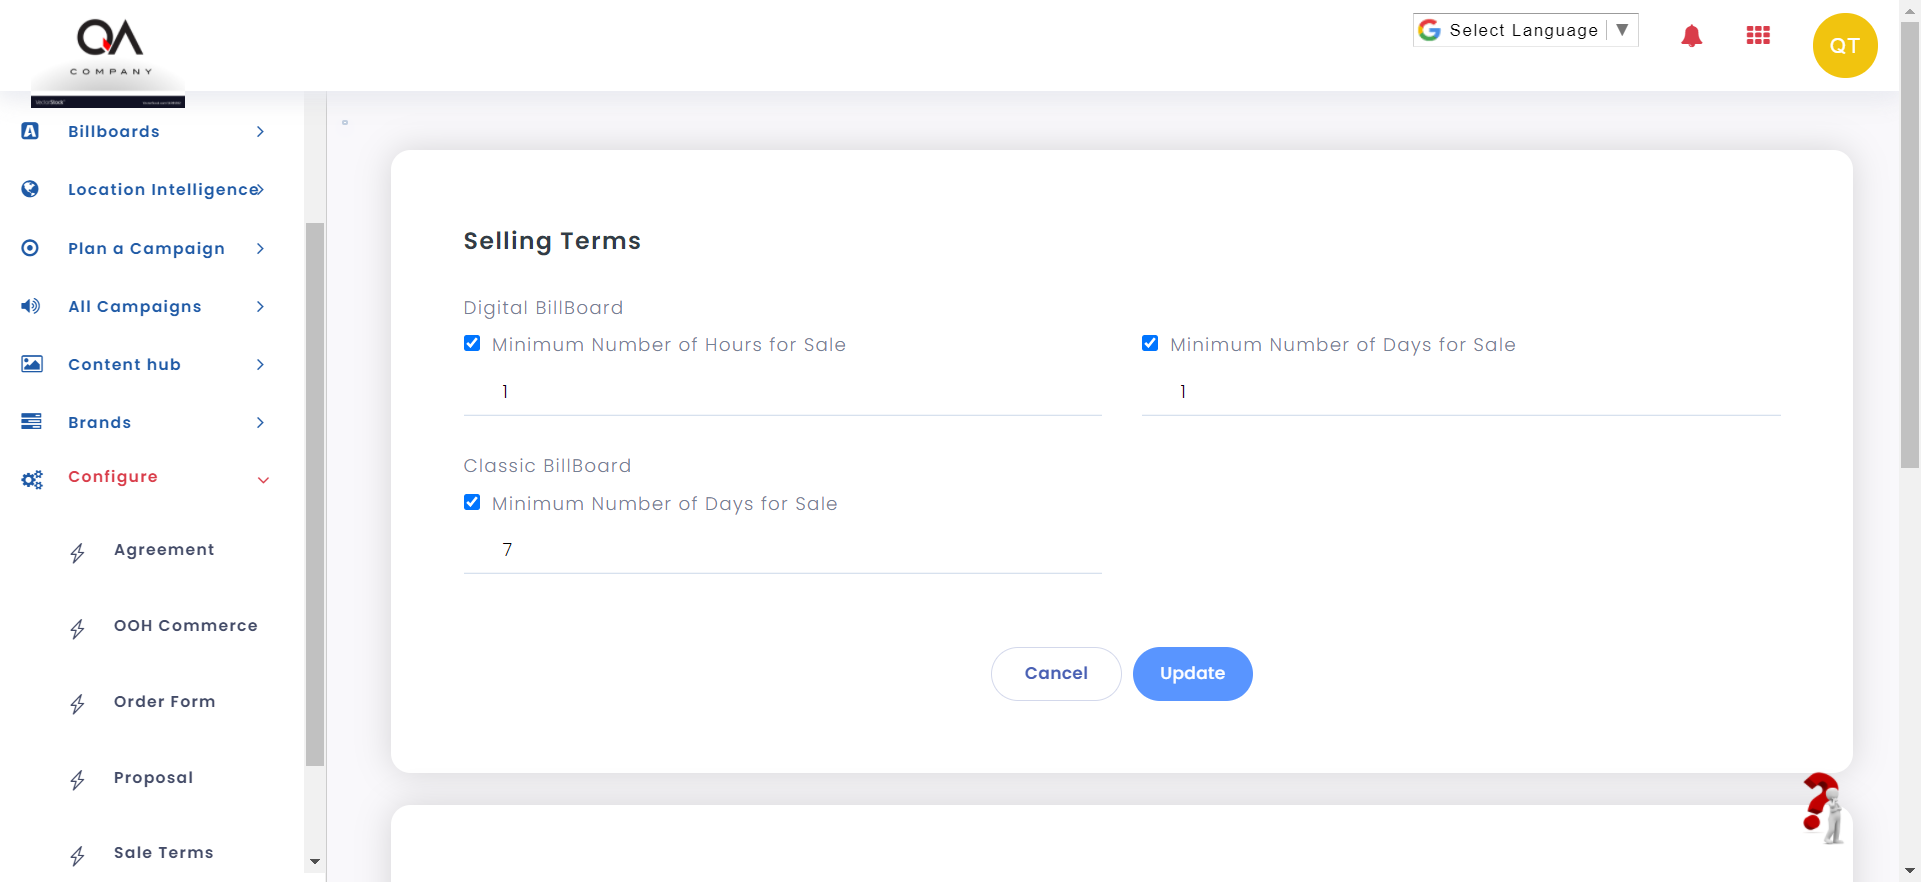 QA
COMPANY
Select Language
QT
Billboards
Location Intelligence
Plan a Campaign
All Campaigns
Content hub
Brands
Configure
Agreement
OOH Commerce
Order Form
Proposal
Sale Terms
Selling Terms
Digital BillBoard
Minimum Number of Hours for Sale
1
Minimum Number of Days for Sale
1
Classic BillBoard
Minimum Number of Days for Sale
7
Cancel
Update